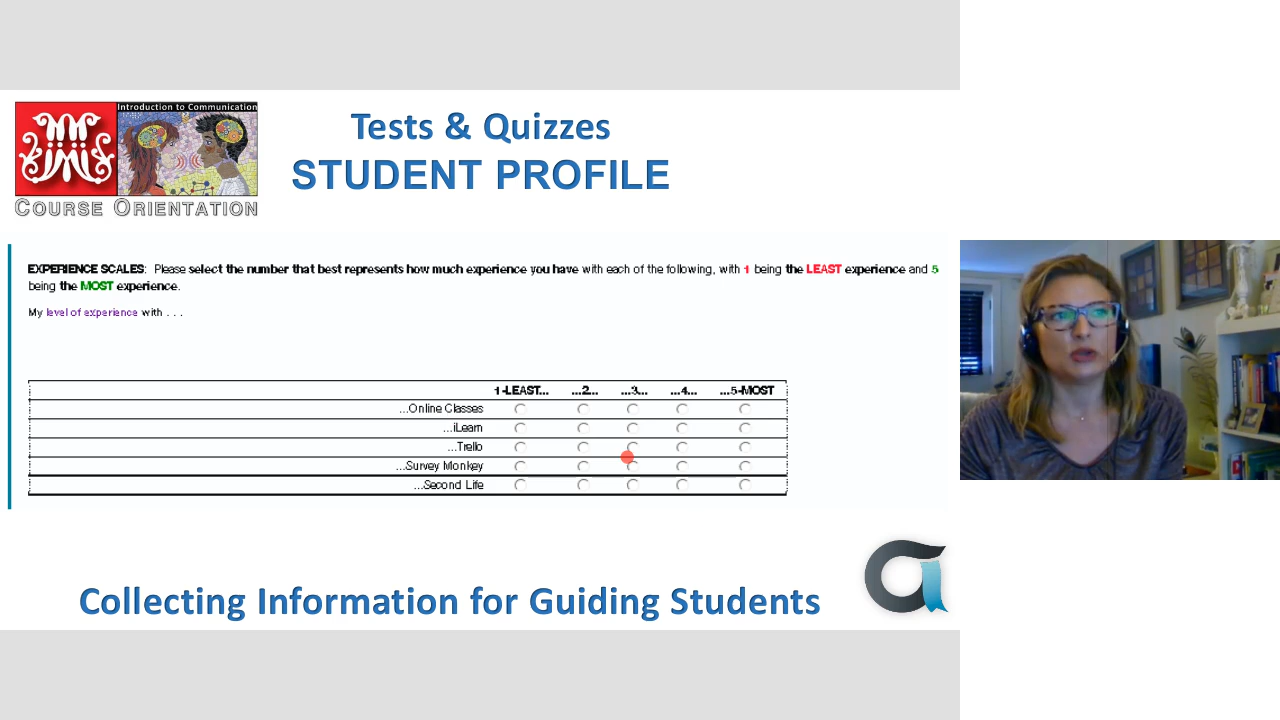 Introduction to Communication
COURSE ORIENTATION
Tests & Quizzes
STUDENT PROFILE
EXPERIENCE SCALES: Please select the number that best represents how much experience you have with each of the following, with 1 being the LEAST experience and 5
being the MOST experience.
My level of experience with . . .
1-LEAST... ...2... ...3... ...4... ...5-MOST
...Online Classes
...iLearn
...Trello
...Survey Monkey
...Second Life
Collecting Information for Guiding Students